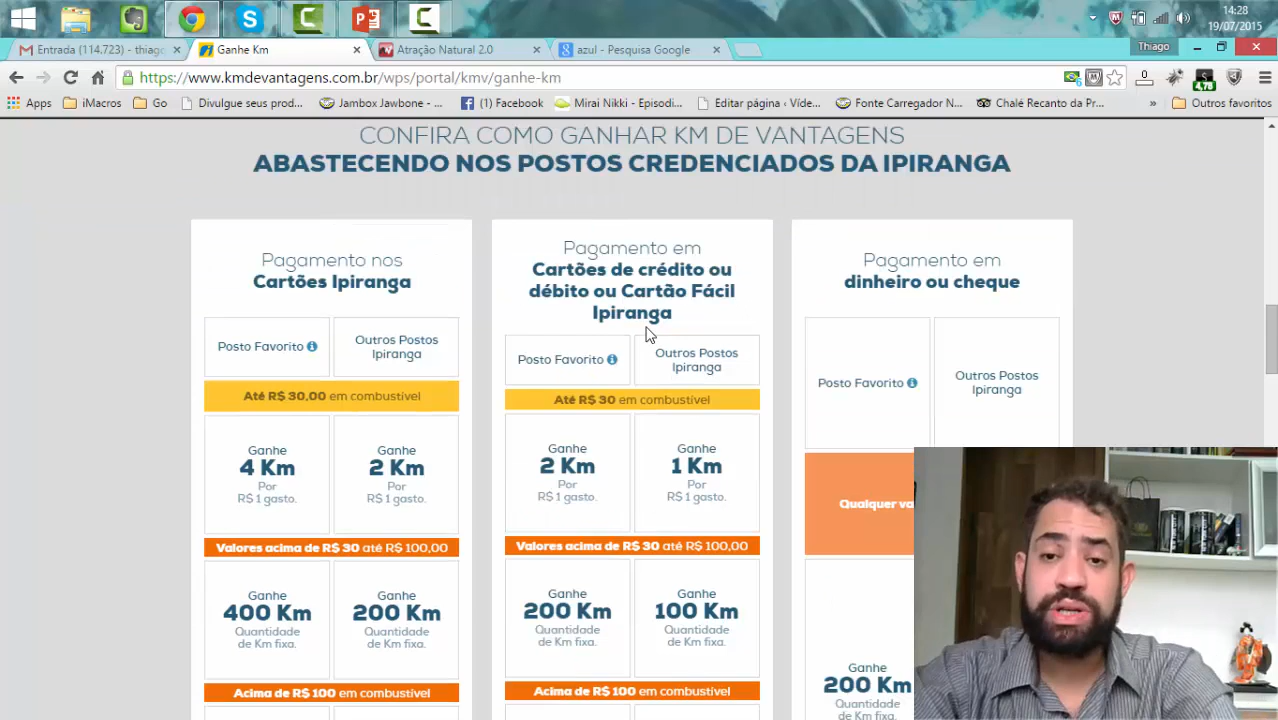 14:28
19/07/2015
Entrada (114.723) - thiago
Ganhe Km
Atração Natural 2.0
azul - Pesquisa Google
Thiago
https://www.kmdevantagens.com.br/wps/portal/kmv/ganhe-km
Apps iMacros Go Divulgue seus prod... Jambox Jawbone - ... (1) Facebook Mirai Nikki - Episodi... Editar página ‹ Víde... Fonte Carregador N... Chalé Recanto da Pr... » Outros favoritos
CONFIRA COMO GANHAR KM DE VANTAGENS
ABASTECENDO NOS POSTOS CREDENCIADOS DA IPIRANGA
Pagamento nos
Cartões Ipiranga
Posto Favorito
Outros Postos
Ipiranga
Até R$ 30,00 em combustível
Ganhe
4 Km
Por
R$ 1 gasto.
Ganhe
2 Km
Por
R$ 1 gasto.
Valores acima de R$ 30 até R$ 100,00
Ganhe
400 Km
Quantidade
de Km fixa.
Ganhe
200 Km
Quantidade
de Km fixa.
Acima de R$ 100 em combustível
Pagamento em
Cartões de crédito ou
débito ou Cartão Fácil
Ipiranga
Posto Favorito
Outros Postos
Ipiranga
Até R$ 30 em combustível
Ganhe
2 Km
Por
R$ 1 gasto.
Ganhe
1 Km
Por
R$ 1 gasto.
Valores acima de R$ 30 até R$ 100,00
Ganhe
200 Km
Quantidade
de Km fixa.
Ganhe
100 Km
Quantidade
de Km fixa.
Acima de R$ 100 em combustível
Pagamento em
dinheiro ou cheque
Posto Favorito
Outros Postos
Ipiranga
Qualquer va
Ganhe
200 Km
Quantidade
de Km fixa.